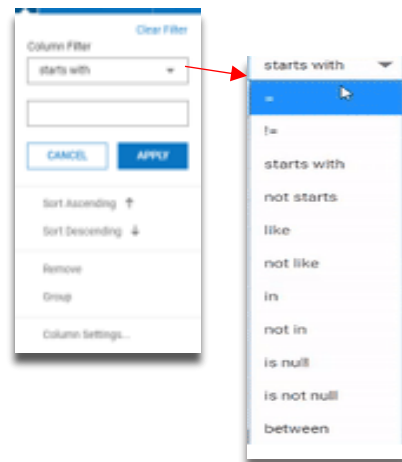 Clear Filter
Column Filter
starts with
CANCEL APPLY
Sort Ascending ↑
Sort Descending ↓
Remove
Group
Column Settings...
starts with
=
!=
starts with
not starts
like
not like
in
not in
is null
is not null
between